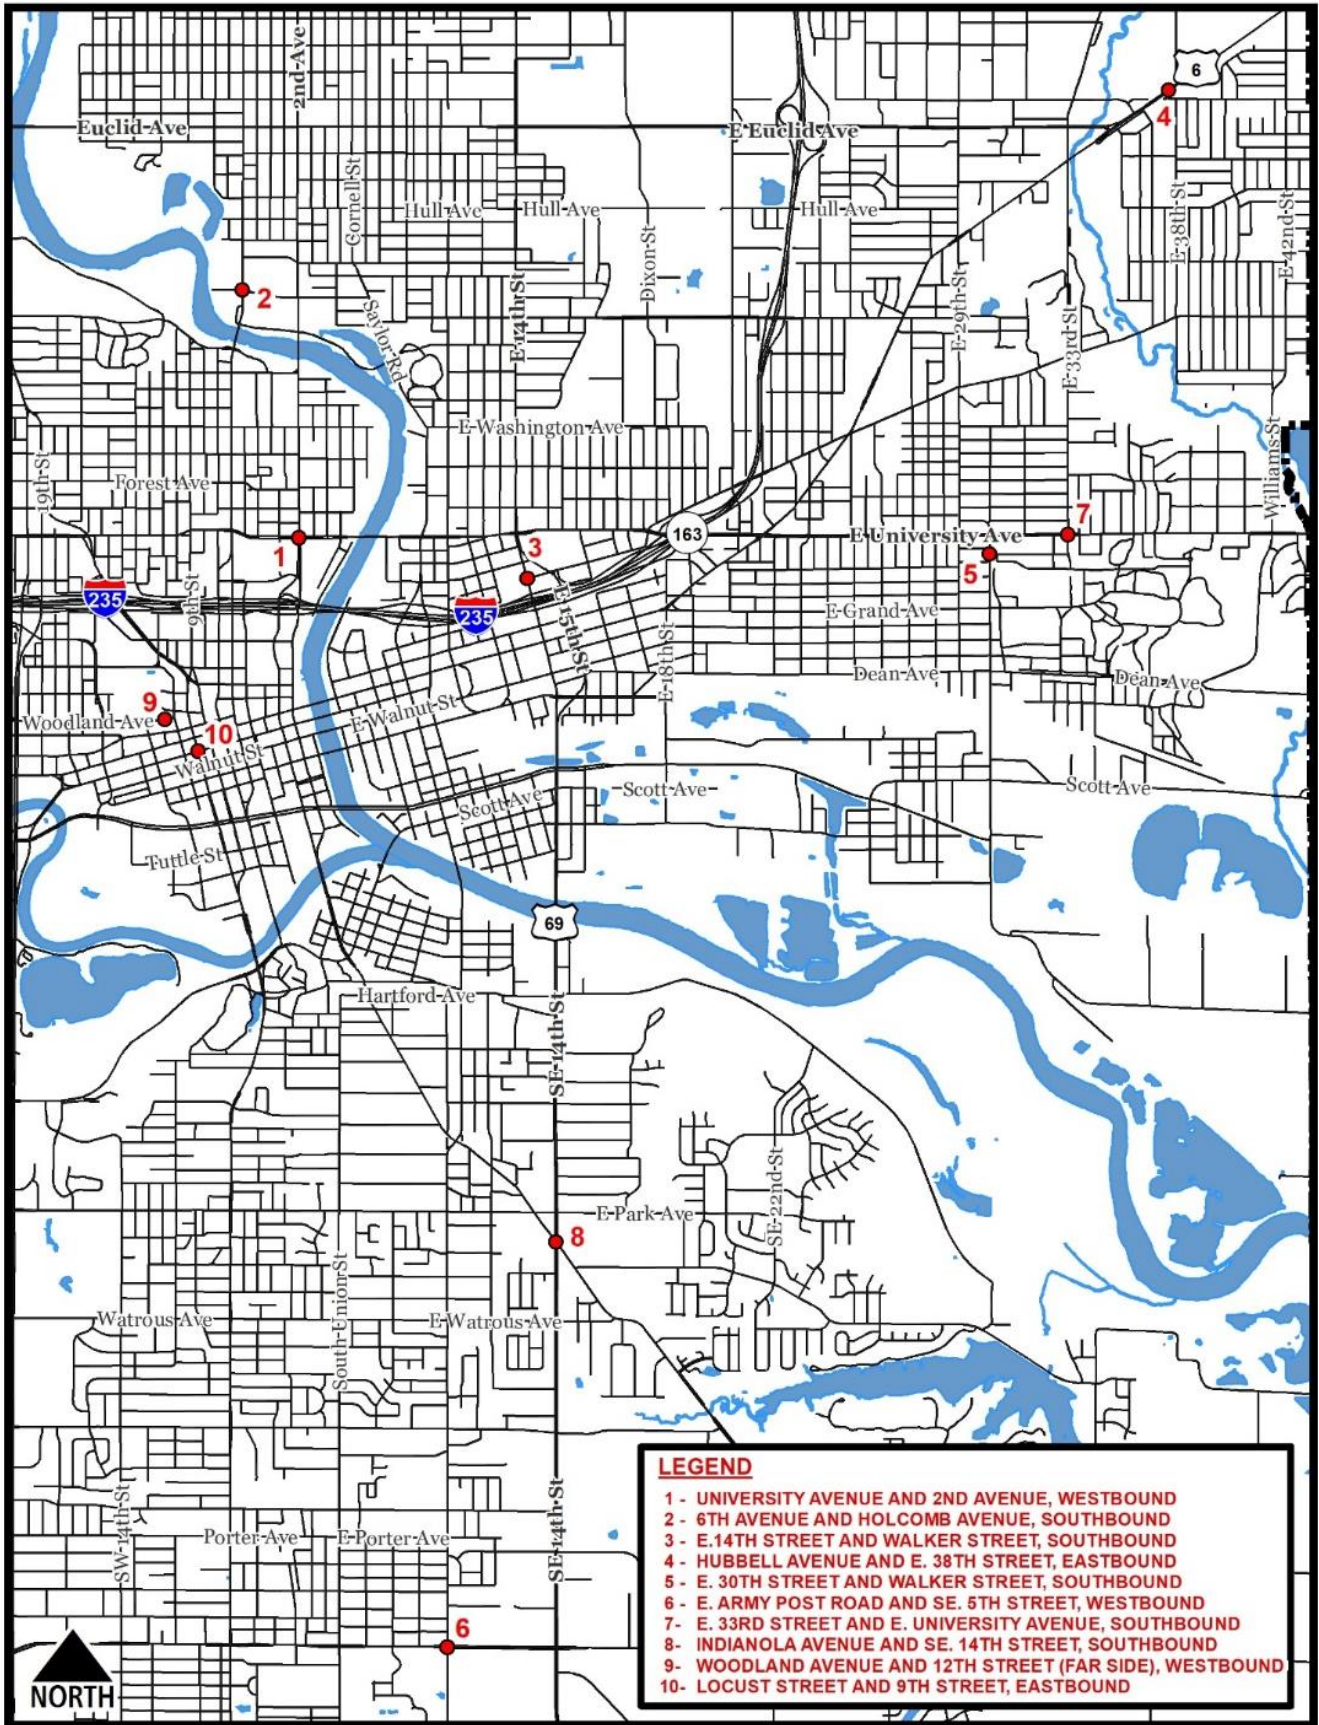 2nd Ave
6
4
Euclid Ave
E Euclid Ave
Cornell St
Hull Ave
Hull Ave
Hull Ave
E 38th St
E 42nd St
Dixon St
2
E 14th St
E 29th St
Saylor Rd
E 33rd St
E Washington Ave
19th St
Forest Ave
Williams St
7
1
3
163
E University Ave
5
235
9th St
235
E 15th St
E Grand Ave
E 18th St
Dean Ave
Dean Ave
9
Woodland Ave
E Walnut St
10
Walnut St
Scott Ave
Scott Ave
Scott Ave
Tuttle St
69
Hartford Ave
SE 14th St
SE 22nd St
E Park Ave
8
South Union St
Watrous Ave
E Watrous Ave
SW 14th St
SE 14th St
Porter Ave
E Porter Ave
6
NORTH
LEGEND
1 - UNIVERSITY AVENUE AND 2ND AVENUE, WESTBOUND
2 - 6TH AVENUE AND HOLCOMB AVENUE, SOUTHBOUND
3 - E.14TH STREET AND WALKER STREET, SOUTHBOUND
4 - HUBBELL AVENUE AND E. 38TH STREET, EASTBOUND
5 - E. 30TH STREET AND WALKER STREET, SOUTHBOUND
6 - E. ARMY POST ROAD AND SE. 5TH STREET, WESTBOUND
7- E. 33RD STREET AND E. UNIVERSITY AVENUE, SOUTHBOUND
8- INDIANOLA AVENUE AND SE. 14TH STREET, SOUTHBOUND
9- WOODLAND AVENUE AND 12TH STREET (FAR SIDE), WESTBOUND
10- LOCUST STREET AND 9TH STREET, EASTBOUND